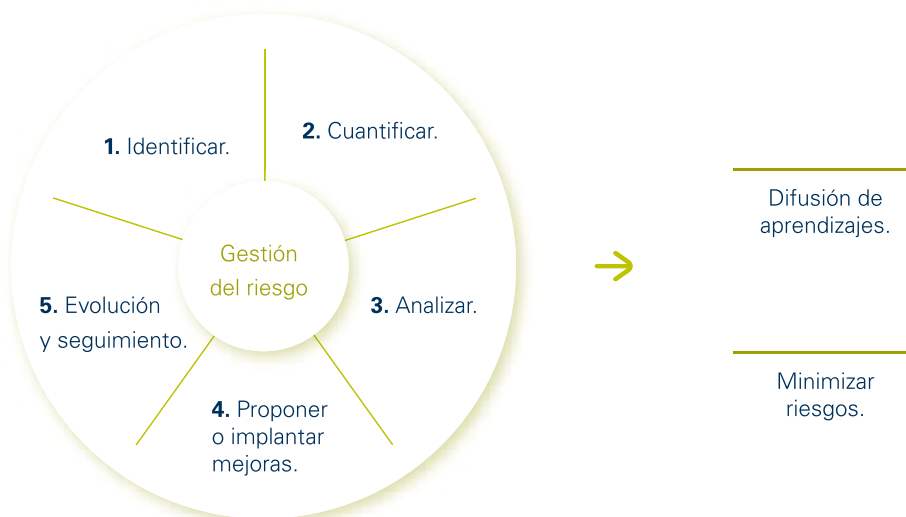 1. Identificar.
2. Cuantificar.
Gestión
del riesgo
3. Analizar.
4. Proponer
o implantar
mejoras.
5. Evolución
y seguimiento.
Difusión de
aprendizajes.
Minimizar
riesgos.